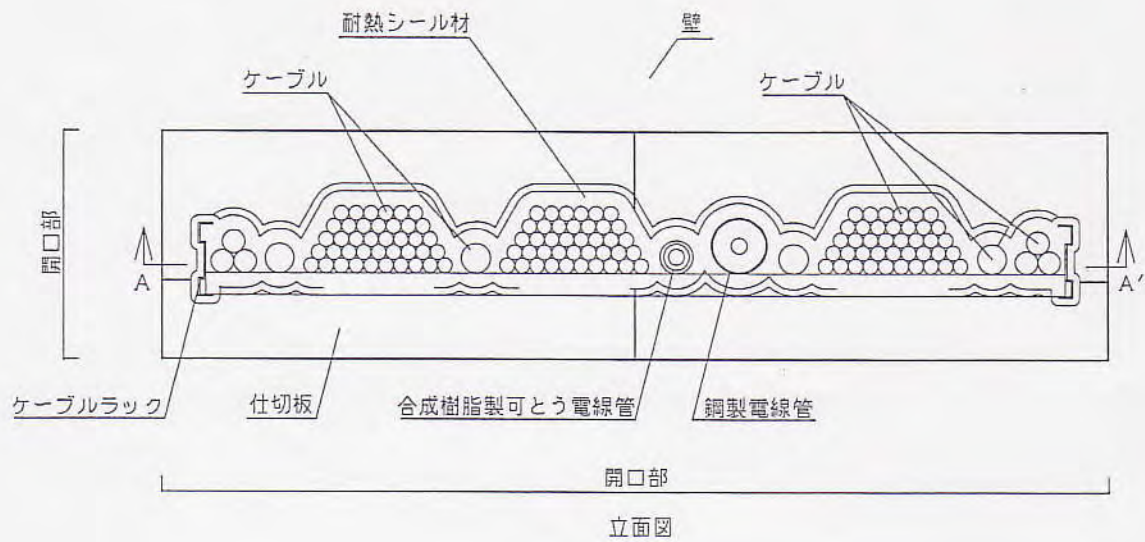 耐熱シール材
壁
ケーブル
ケーブル
開口部
A
A'
ケーブルラック
仕切板
合成樹脂製可とう電線管
鋼製電線管
開口部
立面図